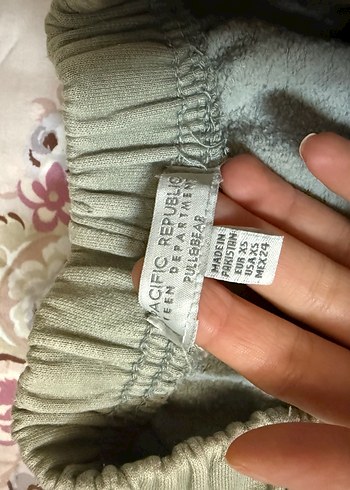 PACIFIC REPUBLIC
TEEN DEPARTMENT
PULL&BEAR
MADE IN
PAKISTAN
EUR XS
USA XS
MEX 24